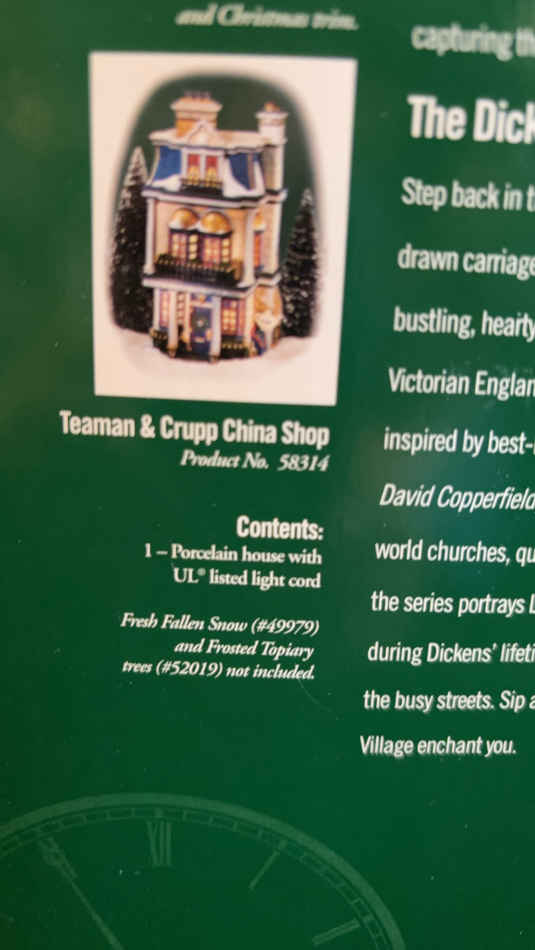 and Christmas trim.
Teaman & Crupp China Shop
Product No. 58314
Contents:
1 – Porcelain house with
UL® listed light cord
Fresh Fallen Snow (#49979)
and Frosted Topiary
trees (#52019) not included.
capturing th
The Dick
Step back in t
drawn carriage
bustling, hearty
Victorian Englan
inspired by best-
David Copperfield
world churches, qu
the series portrays L
during Dickens' lifeti
the busy streets. Sip a
Village enchant you.
XII